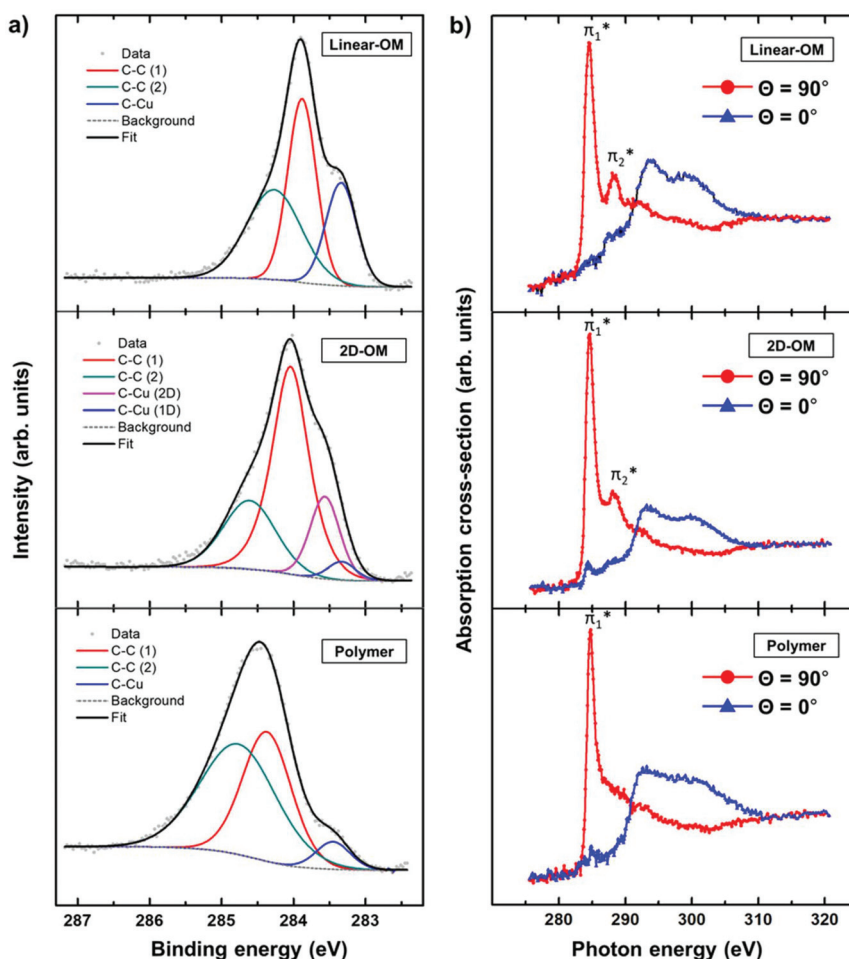 a)
Linear-OM
Data
C-C (1)
C-C (2)
C-Cu
Background
Fit
2D-OM
Data
C-C (1)
C-C (2)
C-Cu (2D)
C-Cu (1D)
Background
Fit
Polymer
Data
C-C (1)
C-C (2)
C-Cu
Background
Fit
Intensity (arb. units)
287 286 285 284 283
Binding energy (eV)
b)
π1*
Linear-OM
Θ = 90°
Θ = 0°
π2*
π1*
2D-OM
Θ = 90°
Θ = 0°
π2*
π1*
Polymer
Θ = 90°
Θ = 0°
Absorption cross-section (arb. units)
280 290 300 310 320
Photon energy (eV)